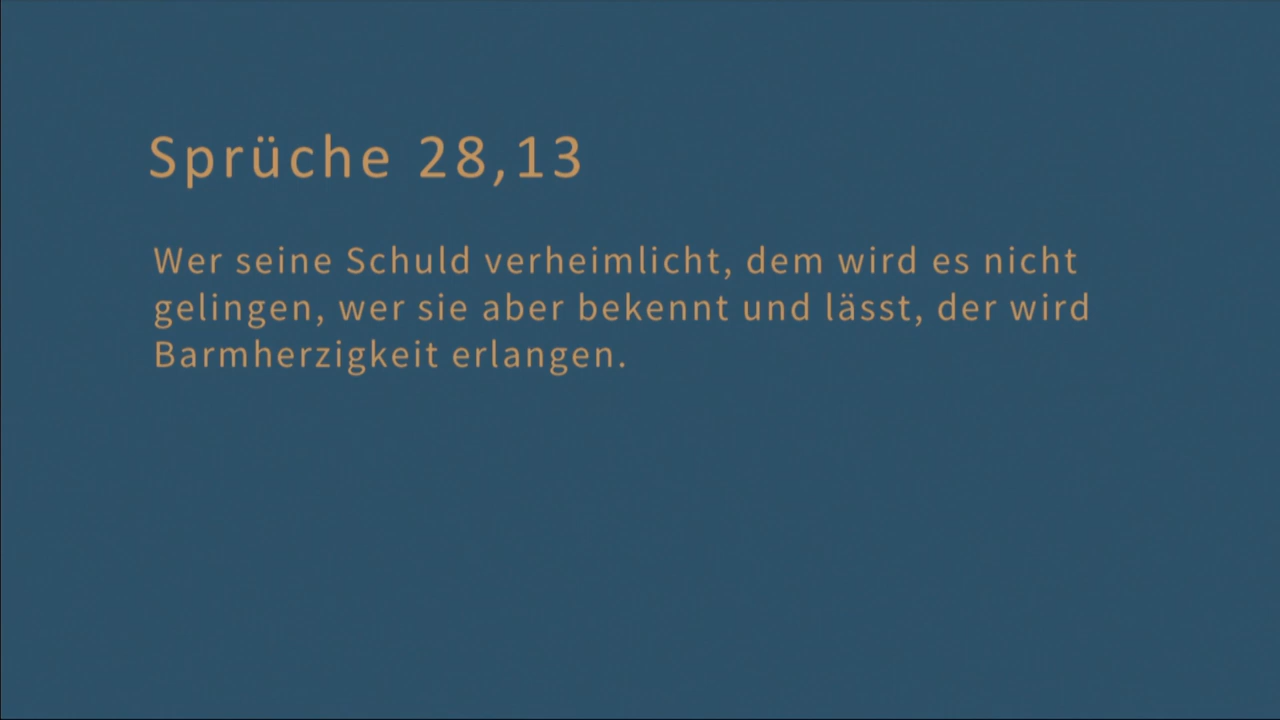 Sprüche 28,13
Wer seine Schuld verheimlicht, dem wird es nicht
gelingen, wer sie aber bekennt und lässt, der wird
Barmherzigkeit erlangen.